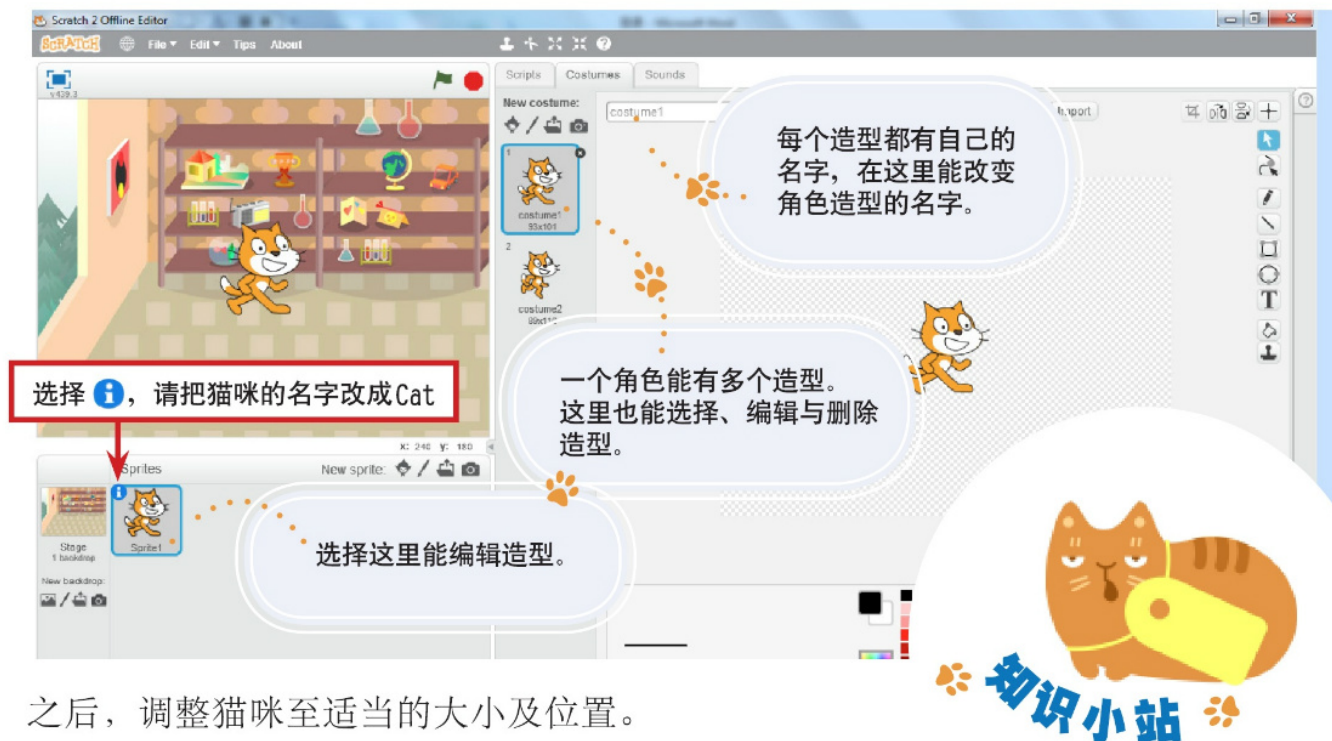 Scratch 2 Offline Editor
SCRATCH File Edit Tips About
v439.3
Scripts Costumes Sounds
New costume:
costume1
1
costume1
93x101
2
costume2
每个造型都有自己的
名字，在这里能改变
角色造型的名字。
一个角色能有多个造型。
这里也能选择、编辑与删除
造型。
选择 i，请把猫咪的名字改成Cat
X: 240 y: 180
Sprites New sprite:
Stage
1 backdrop
Sprite1
New backdrop:
选择这里能编辑造型。
T
知识小站
之后，调整猫咪至适当的大小及位置。